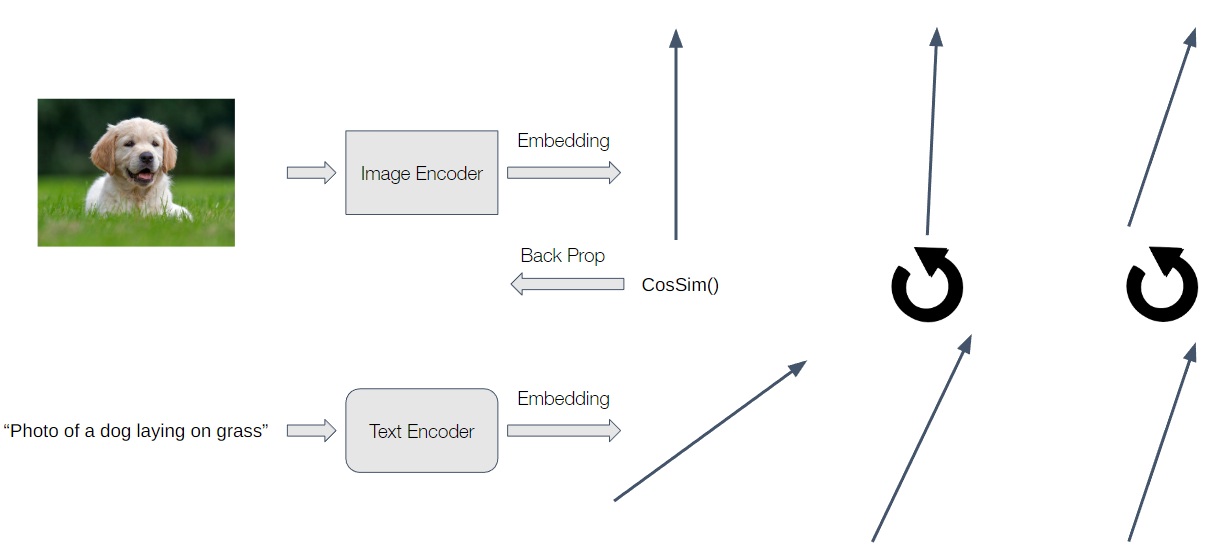 Embedding
Image Encoder
Back Prop
CosSim()
Embedding
“Photo of a dog laying on grass”
Text Encoder